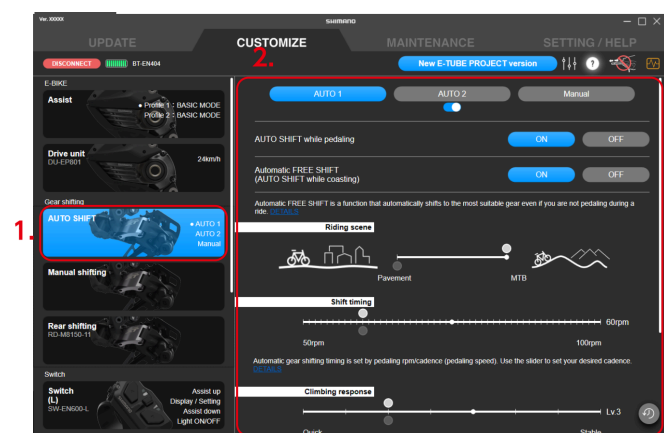 Ver. XXXXX
SHIMANO
UPDATE
CUSTOMIZE
MAINTENANCE
SETTING / HELP
2.
DISCONNECT
BT-EN404
New E-TUBE PROJECT version
?
E-BIKE
Assist
• Profile 1 : BASIC MODE
Profile 2 : BASIC MODE
Drive unit
DU-EP801
24km/h
Gear shifting
1.
AUTO SHIFT
• AUTO 1
AUTO 2
Manual
Manual shifting
Rear shifting
RD-M8150-11
Switch
Switch
(L)
SW-EN600-L
Assist up
Display / Setting
Assist down
Light ON/OFF
AUTO 1
AUTO 2
Manual
AUTO SHIFT while pedaling
ON
OFF
Automatic FREE SHIFT
(AUTO SHIFT while coasting)
ON
OFF
Automatic FREE SHIFT is a function that automatically shifts to the most suitable gear even if you are not pedaling during a
ride. DETAILS
Riding scene
Pavement
MTB
Shift timing
60rpm
50rpm
100rpm
Automatic gear shifting timing is set by pedaling rpm/cadence (pedaling speed). Use the slider to set your desired cadence.
DETAILS
Climbing response
Lv.3
Quick
Stable